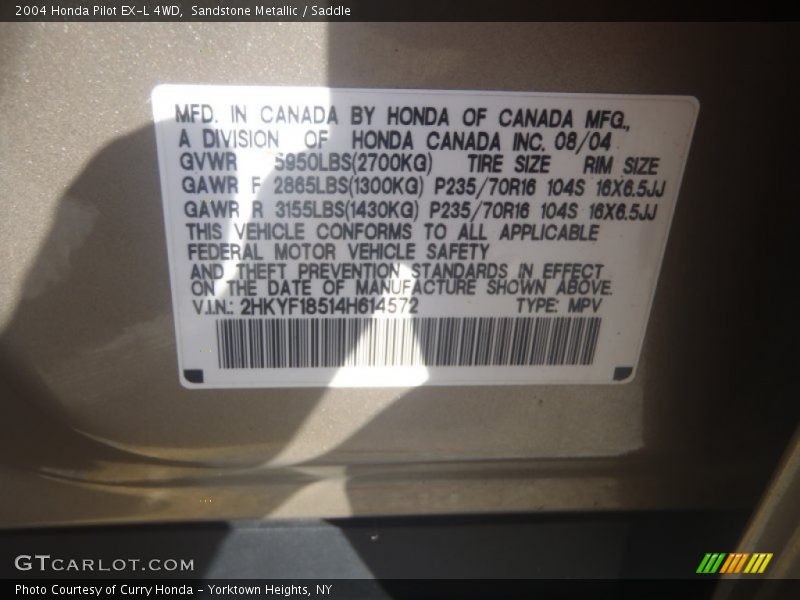 2004 Honda Pilot EX-L 4WD, Sandstone Metallic / Saddle
MFD. IN CANADA BY HONDA OF CANADA MFG.,
A DIVISION OF HONDA CANADA INC. 08/04
GVWR 5950LBS(2700KG) TIRE SIZE RIM SIZE
GAWR F 2865LBS(1300KG) P235/70R16 104S 16X6.5JJ
GAWR R 3155LBS(1430KG) P235/70R16 104S 16X6.5JJ
THIS VEHICLE CONFORMS TO ALL APPLICABLE
FEDERAL MOTOR VEHICLE SAFETY
AND THEFT PREVENTION STANDARDS IN EFFECT
ON THE DATE OF MANUFACTURE SHOWN ABOVE.
V.I.N.: 2HKYF18514H614572 TYPE: MPV
GTCARLOT.COM
Photo Courtesy of Curry Honda - Yorktown Heights, NY